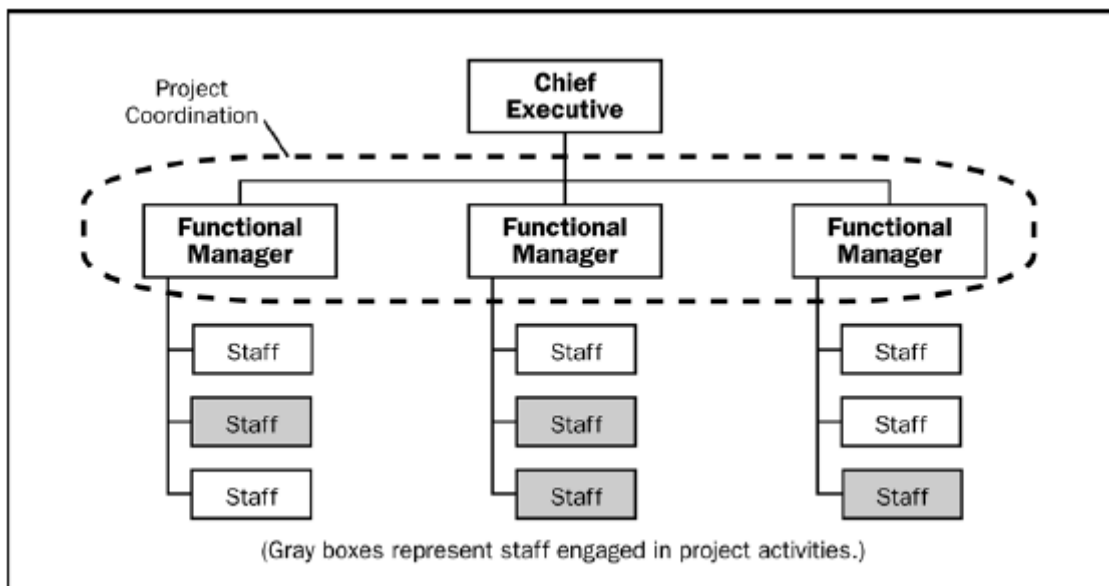 Project
Coordination
Chief
Executive
Functional
Manager
Functional
Manager
Functional
Manager
Staff
Staff
Staff
Staff
Staff
Staff
Staff
Staff
Staff
(Gray boxes represent staff engaged in project activities.)